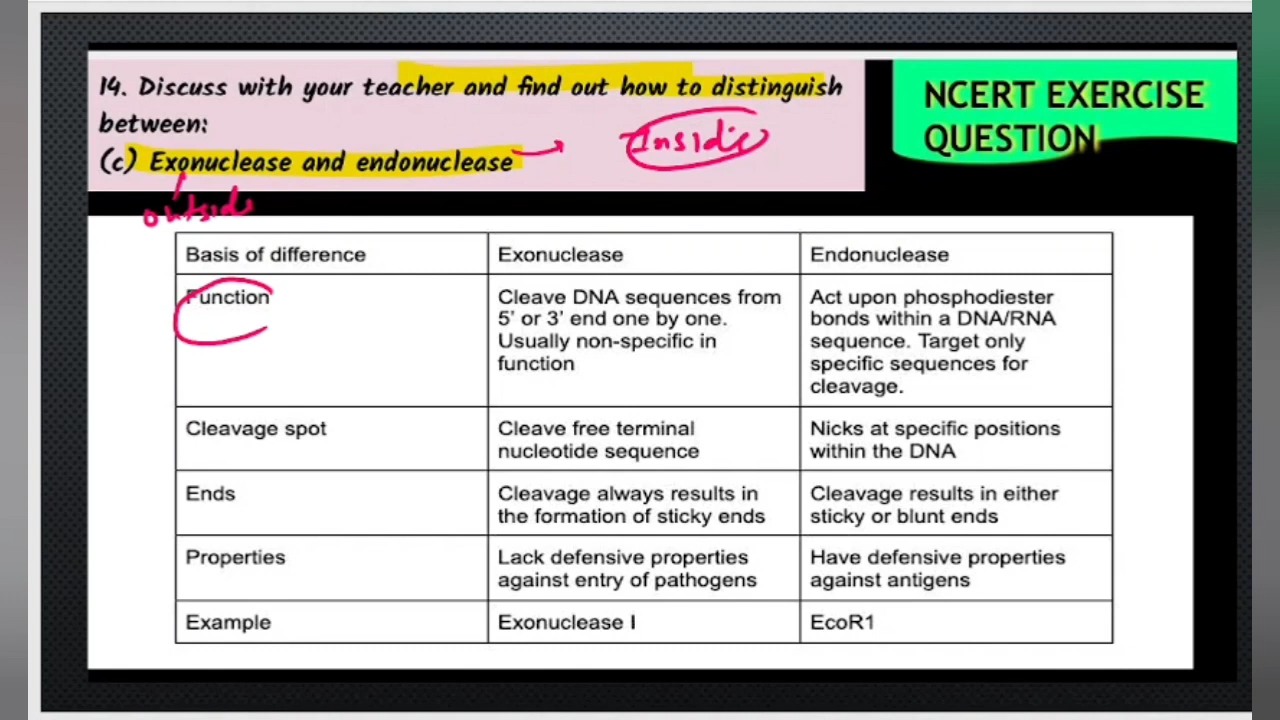 14. Discuss with your teacher and find out how to distinguish
between:
(c) Exonuclease and endonuclease
Inside
outside
NCERT EXERCISE
QUESTION
Basis of difference
Exonuclease
Endonuclease
Function
Cleave DNA sequences from
5' or 3' end one by one.
Usually non-specific in
function
Act upon phosphodiester
bonds within a DNA/RNA
sequence. Target only
specific sequences for
cleavage.
Cleavage spot
Cleave free terminal
nucleotide sequence
Nicks at specific positions
within the DNA
Ends
Cleavage always results in
the formation of sticky ends
Cleavage results in either
sticky or blunt ends
Properties
Lack defensive properties
against entry of pathogens
Have defensive properties
against antigens
Example
Exonuclease I
EcoR1